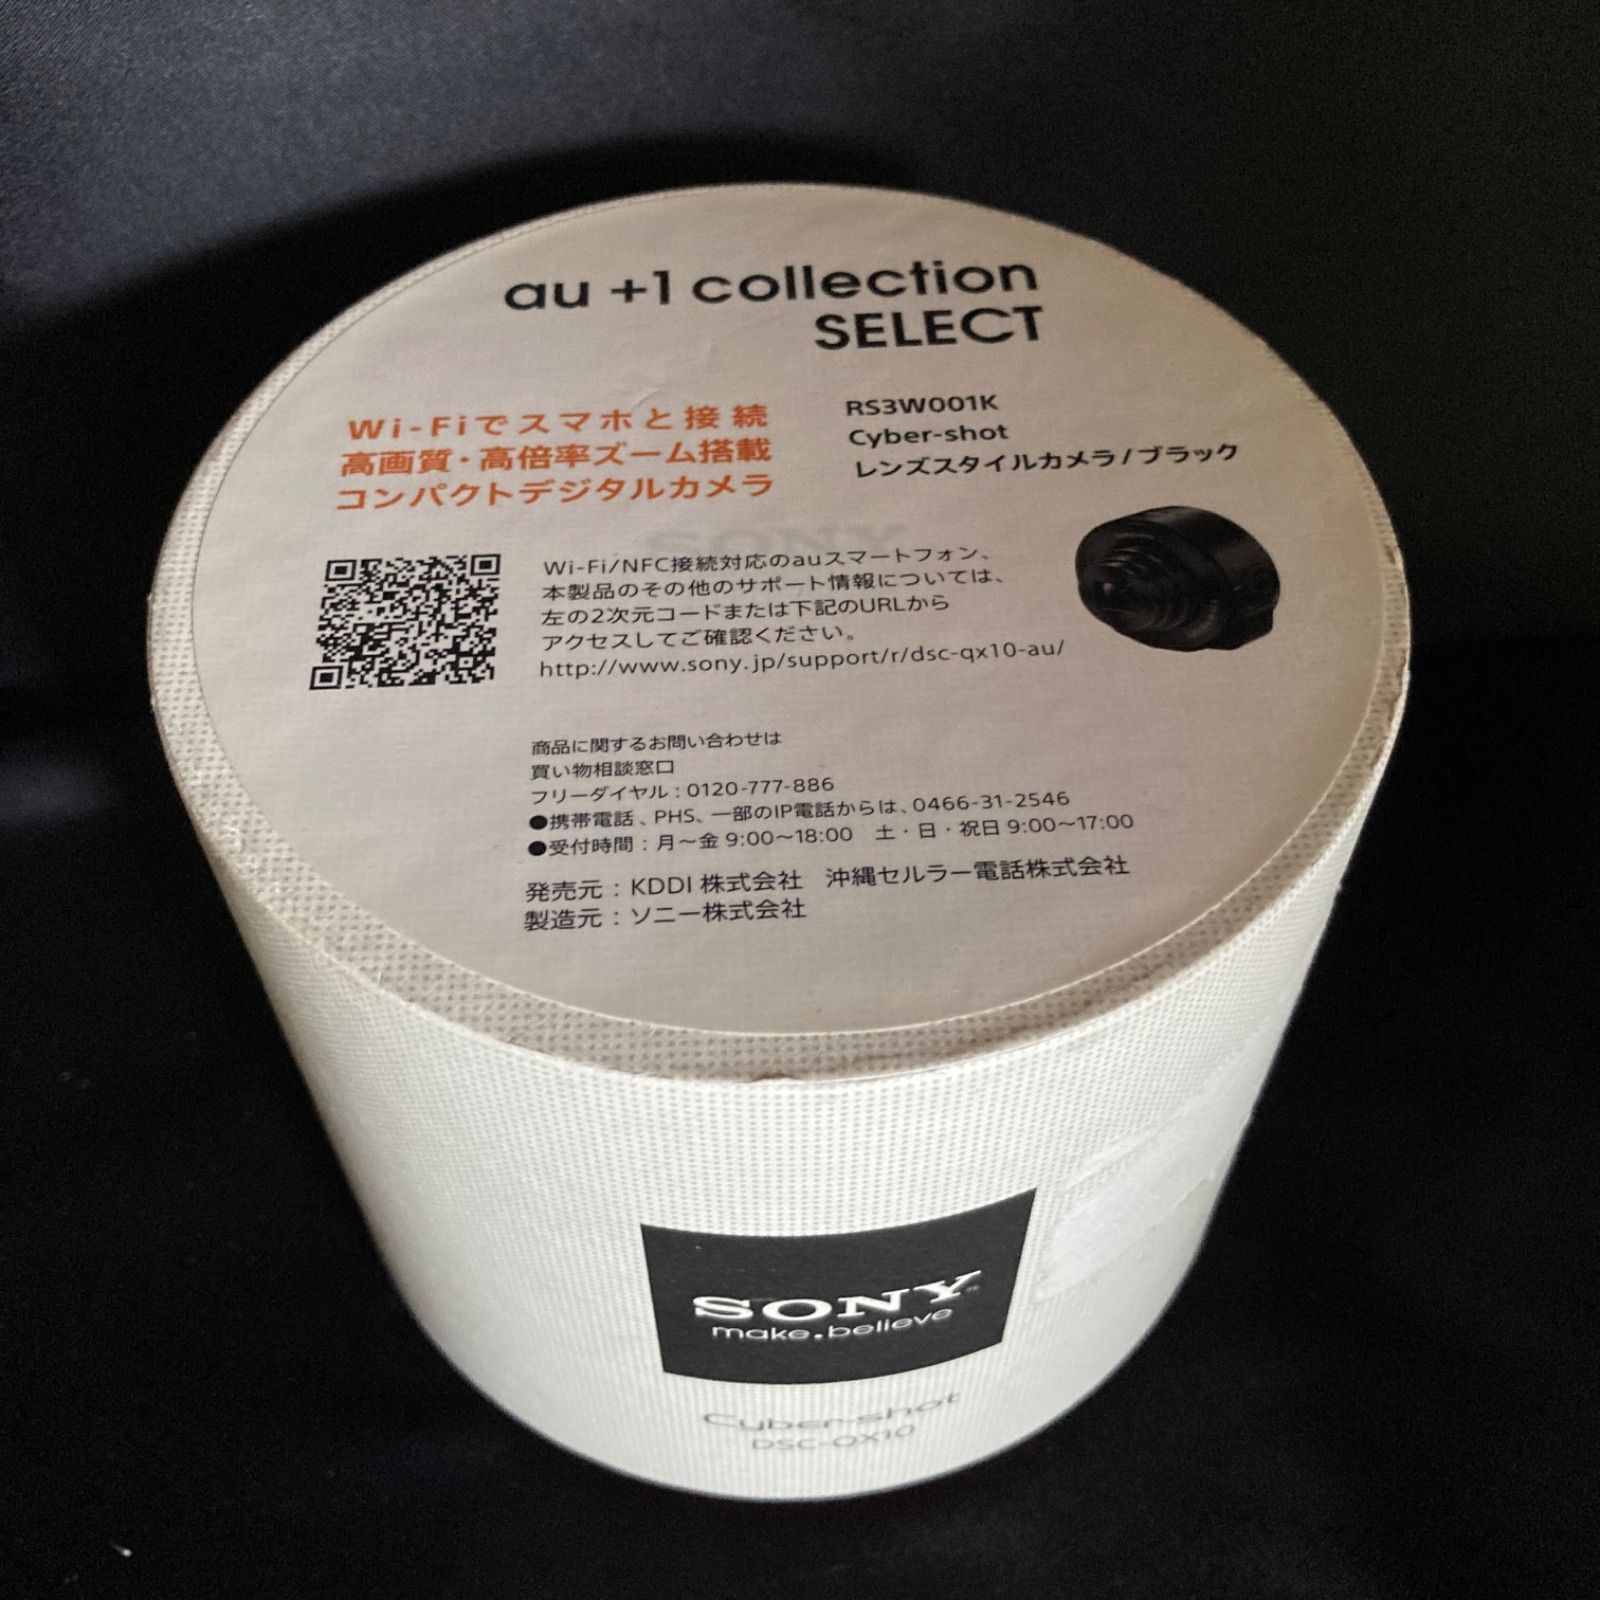 au +1 collection
SELECT
Wi-Fiでスマホと接続
高画質・高倍率ズーム搭載
コンパクトデジタルカメラ
RS3W001K
Cyber-shot
レンズスタイルカメラ/ブラック
SONY
Wi-Fi/NFC接続対応のauスマートフォン、
本製品のその他のサポート情報については、
左の2次元コードまたは下記のURLから
アクセスしてご確認ください。
http://www.sony.jp/support/r/dsc-qx10-au/
商品に関するお問い合わせは
買い物相談窓口
フリーダイヤル：0120-777-886
●携帯電話、PHS、一部のIP電話からは、0466-31-2546
●受付時間：月～金 9:00～18:00 土・日・祝日 9:00～17:00
発売元：KDDI 株式会社 沖縄セルラー電話株式会社
製造元：ソニー株式会社
SONY™
make.believe
Cyber-shot
DSC-QX10